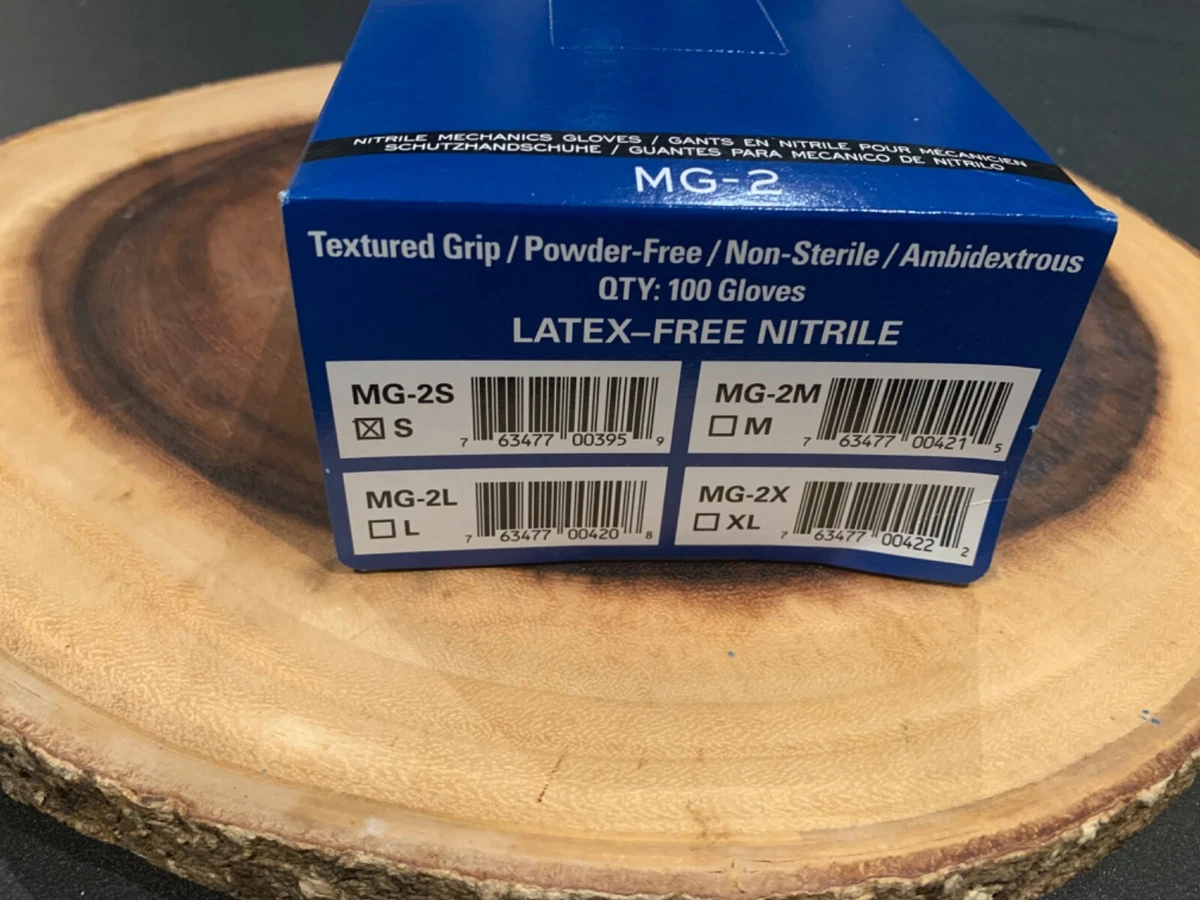 NITRILE MECHANICS GLOVES / GANTS EN NITRILE POUR MÉCANICIEN
SCHUTZHANDSCHUHE / GUANTES PARA MECANICO DE NITRILO
MG-2
Textured Grip / Powder-Free / Non-Sterile / Ambidextrous
QTY: 100 Gloves
LATEX-FREE NITRILE
MG-2S
S
7 63477 00395 9
MG-2M
M
7 63477 00421 5
MG-2L
L
7 63477 00420 8
MG-2X
XL
7 63477 00422 2